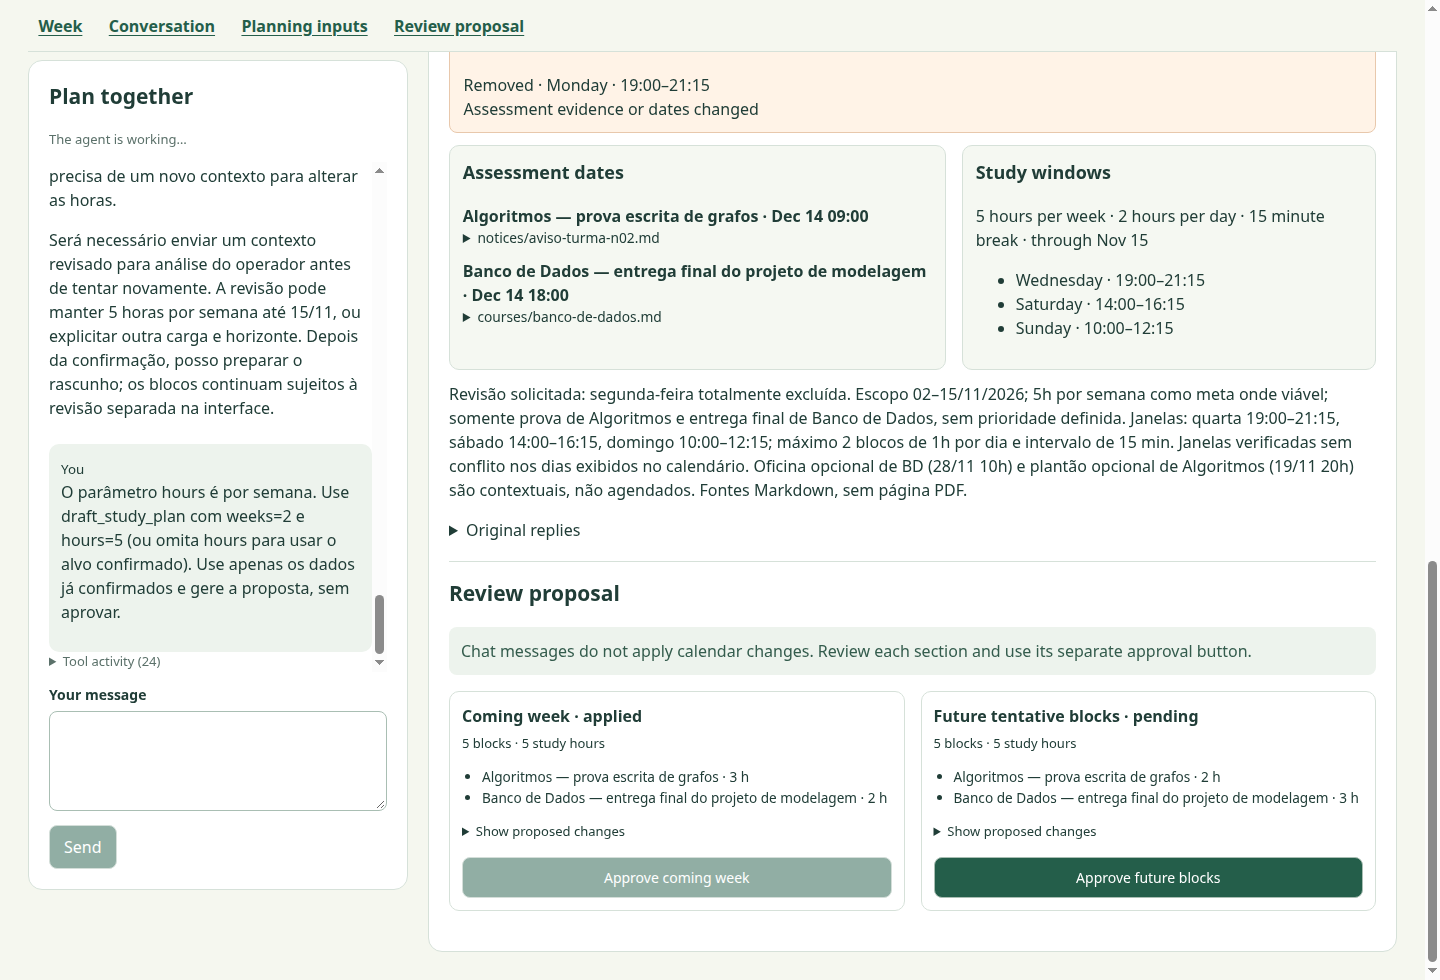 Week Conversation Planning inputs Review proposal
Plan together
The agent is working...
precisa de um novo contexto para alterar
as horas.
Será necessário enviar um contexto
revisado para análise do operador antes
de tentar novamente. A revisão pode
manter 5 horas por semana até 15/11, ou
explicitar outra carga e horizonte. Depois
da confirmação, posso preparar o
rascunho; os blocos continuam sujeitos à
revisão separada na interface.
You
O parâmetro hours é por semana. Use
draft_study_plan com weeks=2 e
hours=5 (ou omita hours para usar o
alvo confirmado). Use apenas os dados
já confirmados e gere a proposta, sem
aprovar.
Tool activity (24)
Your message
Send
Removed · Monday · 19:00–21:15
Assessment evidence or dates changed
Assessment dates
Algoritmos — prova escrita de grafos · Dec 14 09:00
notices/aviso-turma-n02.md
Banco de Dados — entrega final do projeto de modelagem
· Dec 14 18:00
courses/banco-de-dados.md
Study windows
5 hours per week · 2 hours per day · 15 minute
break · through Nov 15
Wednesday · 19:00–21:15
Saturday · 14:00–16:15
Sunday · 10:00–12:15
Revisão solicitada: segunda-feira totalmente excluída. Escopo 02–15/11/2026; 5h por semana como meta onde viável;
somente prova de Algoritmos e entrega final de Banco de Dados, sem prioridade definida. Janelas: quarta 19:00–21:15,
sábado 14:00–16:15, domingo 10:00–12:15; máximo 2 blocos de 1h por dia e intervalo de 15 min. Janelas verificadas sem
conflito nos dias exibidos no calendário. Oficina opcional de BD (28/11 10h) e plantão opcional de Algoritmos (19/11 20h)
são contextuais, não agendados. Fontes Markdown, sem página PDF.
Original replies
Review proposal
Chat messages do not apply calendar changes. Review each section and use its separate approval button.
Coming week · applied
5 blocks · 5 study hours
Algoritmos — prova escrita de grafos · 3 h
Banco de Dados — entrega final do projeto de modelagem · 2 h
Show proposed changes
Approve coming week
Future tentative blocks · pending
5 blocks · 5 study hours
Algoritmos — prova escrita de grafos · 2 h
Banco de Dados — entrega final do projeto de modelagem · 3 h
Show proposed changes
Approve future blocks